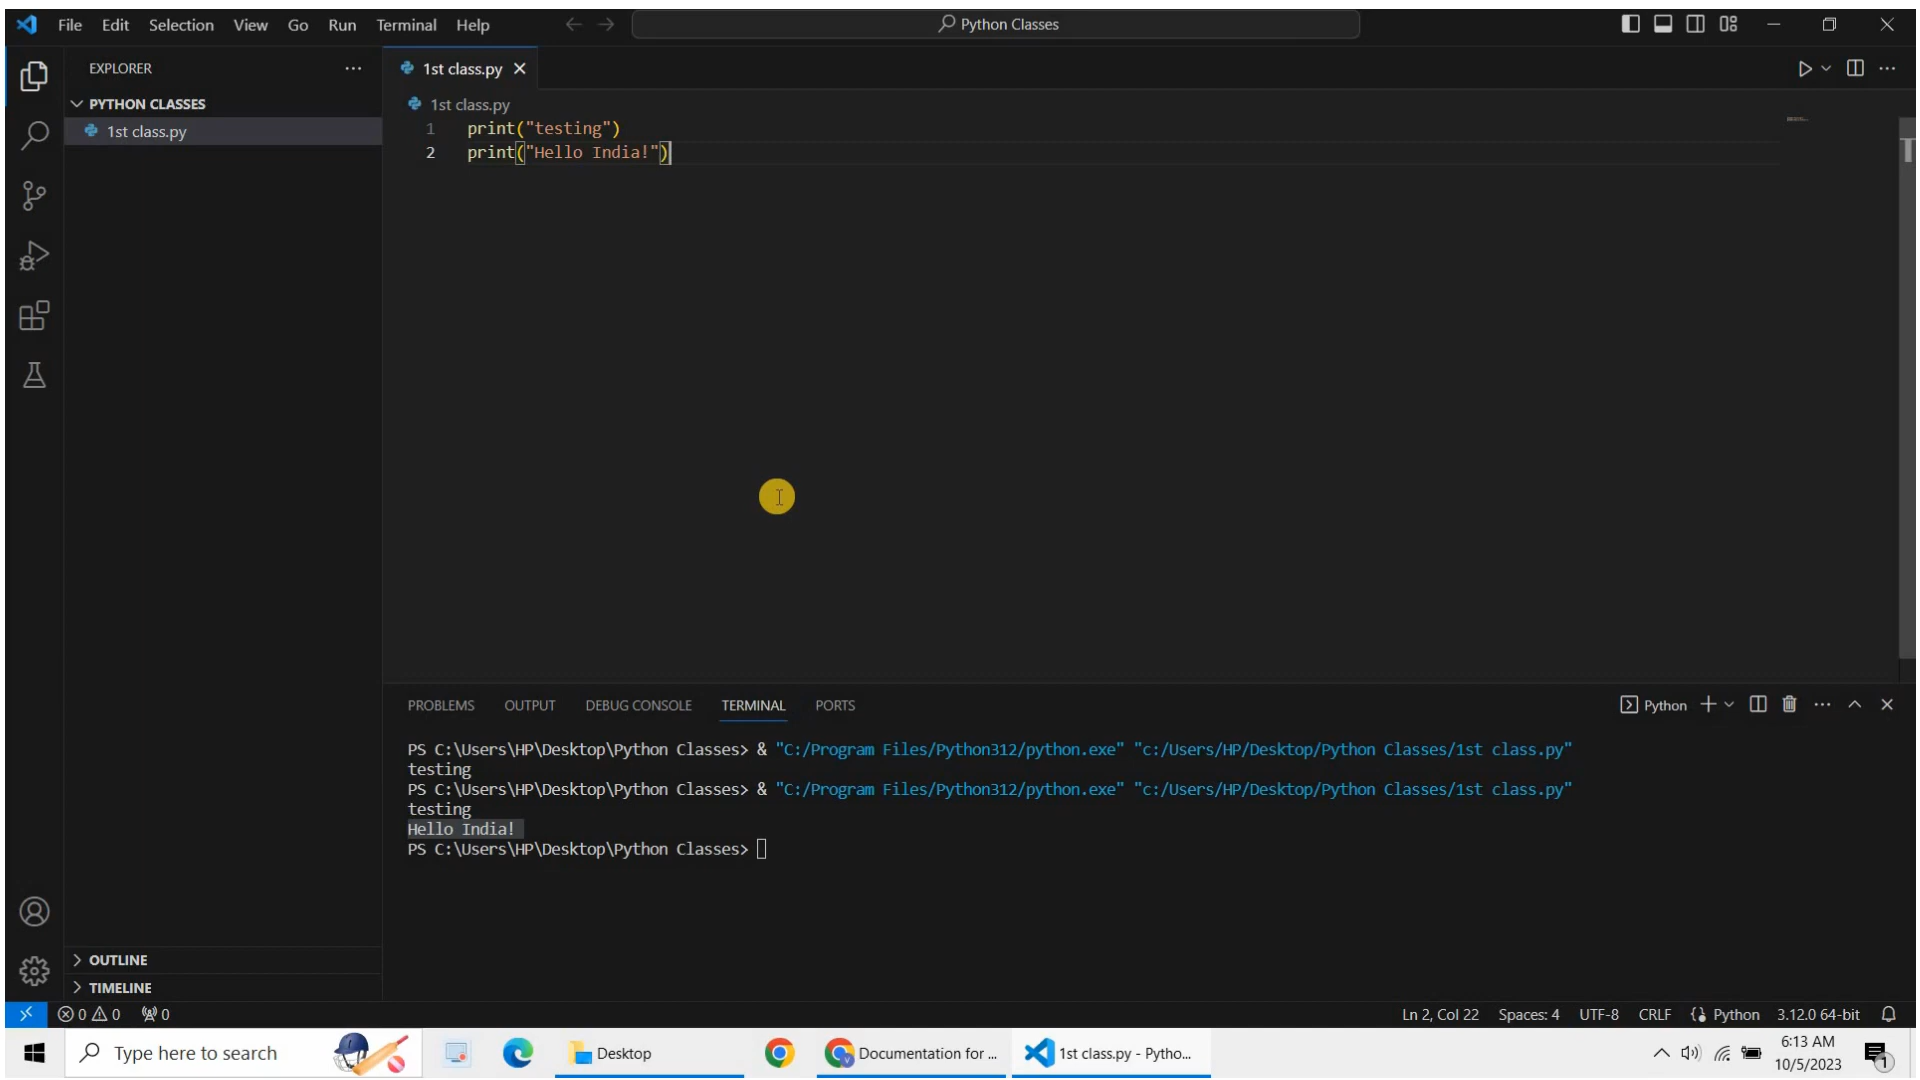 File Edit Selection View Go Run Terminal Help
Python Classes
EXPLORER
PYTHON CLASSES
1st class.py
OUTLINE
TIMELINE
1st class.py
1st class.py
1 print("testing")
2 print("Hello India!")
PROBLEMS OUTPUT DEBUG CONSOLE TERMINAL PORTS
Python
PS C:\Users\HP\Desktop\Python Classes> & "C:/Program Files/Python312/python.exe" "c:/Users/HP/Desktop/Python Classes/1st class.py"
testing
PS C:\Users\HP\Desktop\Python Classes> & "C:/Program Files/Python312/python.exe" "c:/Users/HP/Desktop/Python Classes/1st class.py"
testing
Hello India!
PS C:\Users\HP\Desktop\Python Classes>
0 0 0 Ln 2, Col 22 Spaces: 4 UTF-8 CRLF Python 3.12.0 64-bit
Type here to search Desktop Documentation for ... 1st class.py - Pytho...
6:13 AM
10/5/2023
1